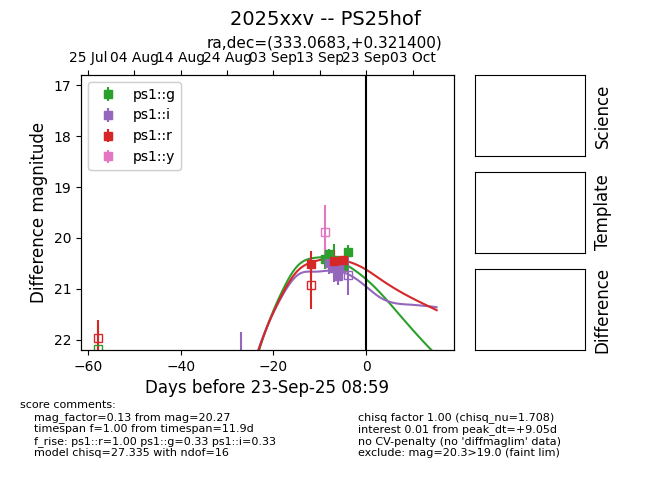 2025xxv -- PS25hof
ra,dec=(333.0683,+0.321400)
25 Jul 04 Aug 14 Aug 24 Aug 03 Sep 13 Sep 23 Sep 03 Oct
17
18
19
20
21
22
Difference magnitude
ps1::g
ps1::i
ps1::r
ps1::y
−60 −40 −20 0
Days before 23-Sep-25 08:59
Science
Template
Difference
score comments:
mag_factor=0.13 from mag=20.27
timespan f=1.00 from timespan=11.9d
f_rise: ps1::r=1.00 ps1::g=0.33 ps1::i=0.33
model chisq=27.335 with ndof=16
chisq factor 1.00 (chisq_nu=1.708)
interest 0.01 from peak_dt=+9.05d
no CV-penalty (no 'diffmaglim' data)
exclude: mag=20.3>19.0 (faint lim)